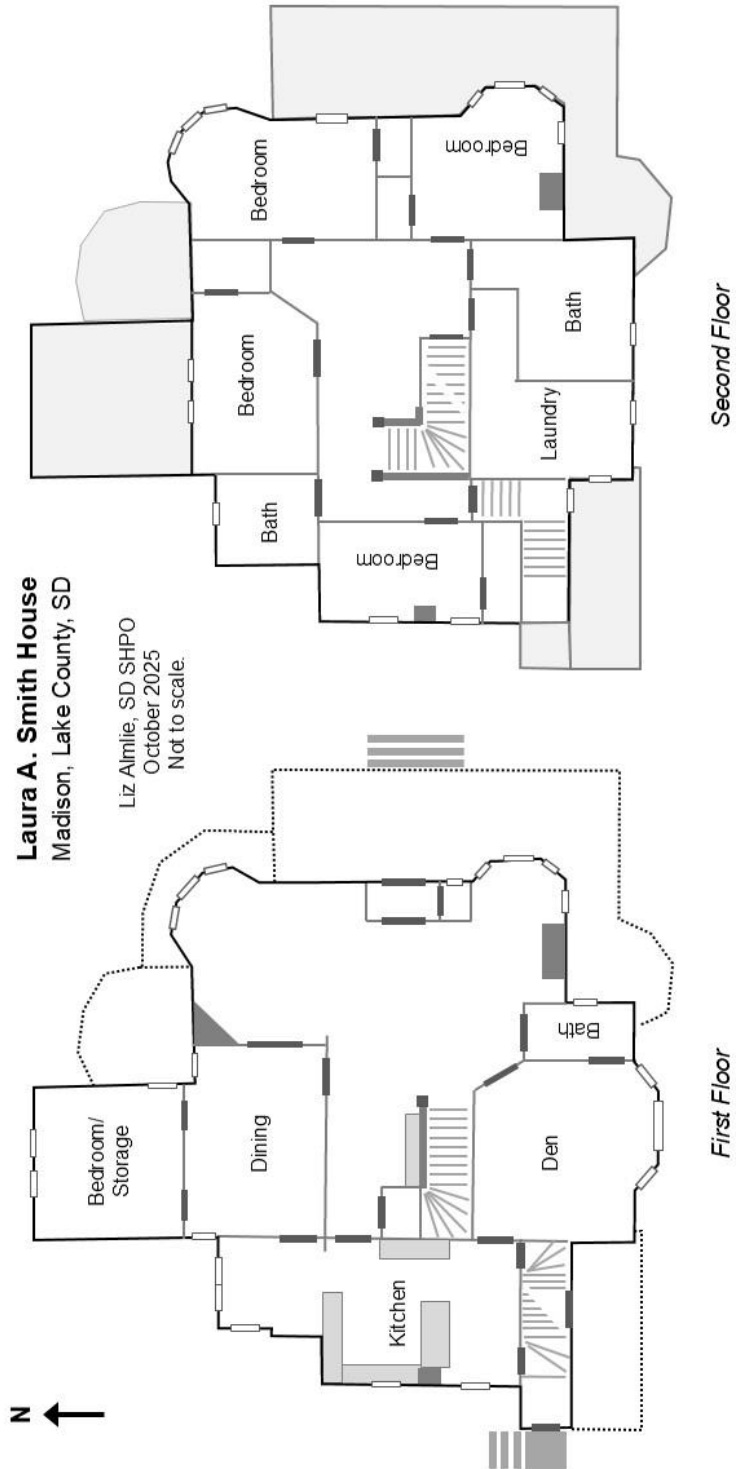 Laura A. Smith House
Madison, Lake County, SD
Liz Almlie, SD SHPO
October 2025
Not to scale.
N
Bedroom/
Storage
Dining
Kitchen
Den
Bath
First Floor
Bedroom
Bedroom
Bath
Bedroom
Bedroom
Laundry
Bath
Second Floor